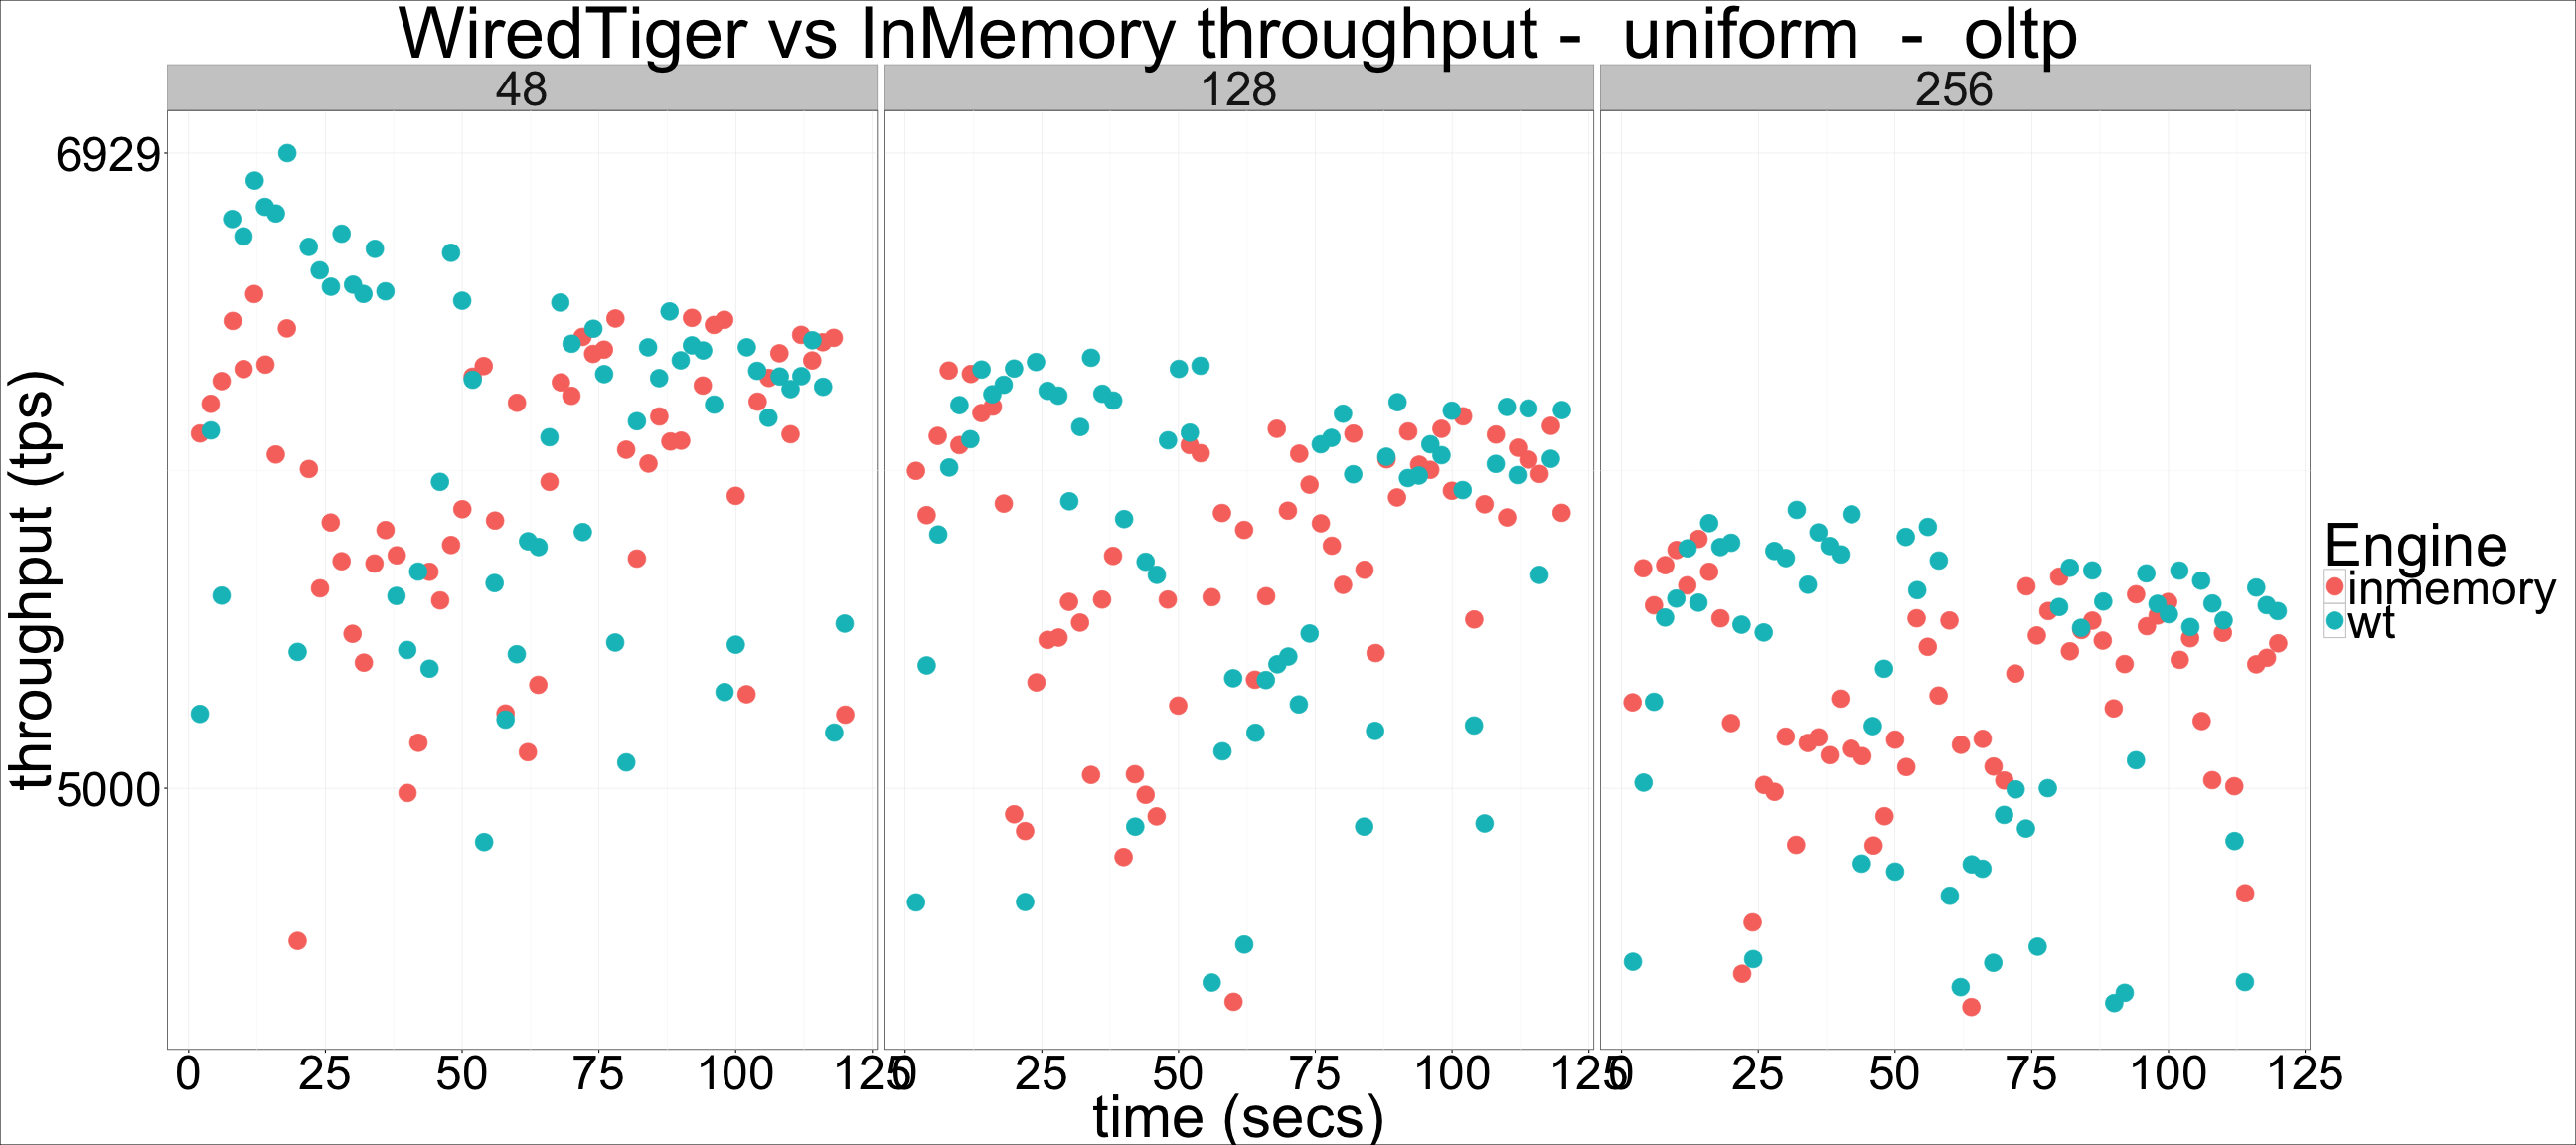 WiredTiger vs InMemory throughput - uniform - oltp
48 128 256
throughput (tps)
6929
5000
Engine
inmemory
wt
0 25 50 75 100 125 0 25 50 75 100 125 0 25 50 75 100 125
time (secs)